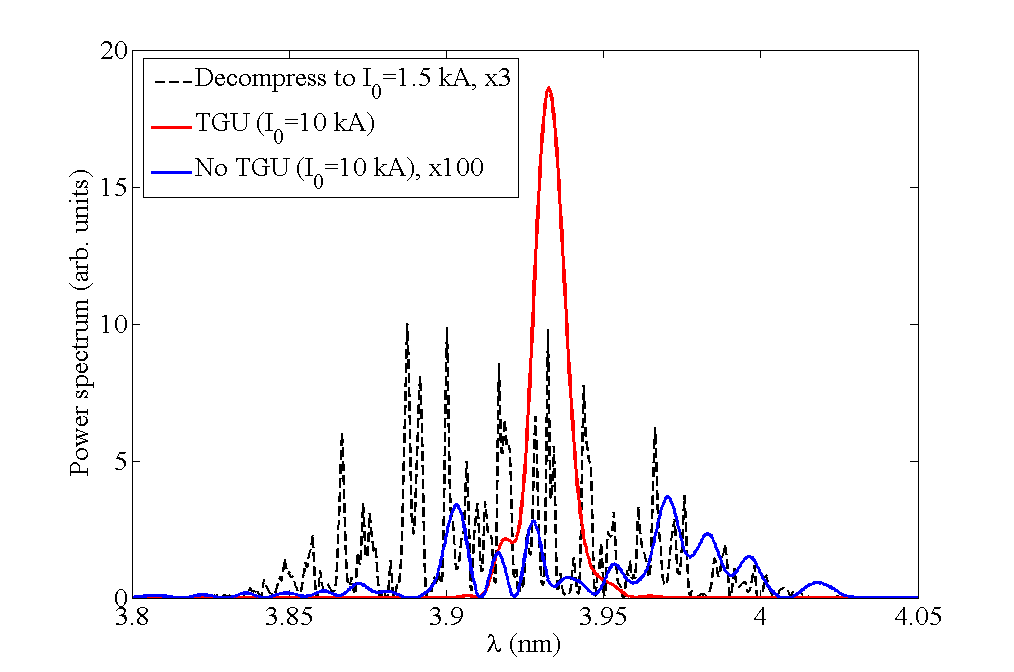 20
Decompress to I0=1.5 kA, x3
TGU (I0=10 kA)
No TGU (I0=10 kA), x100
15
10
5
0
Power spectrum (arb. units)
3.8 3.85 3.9 3.95 4 4.05
λ (nm)